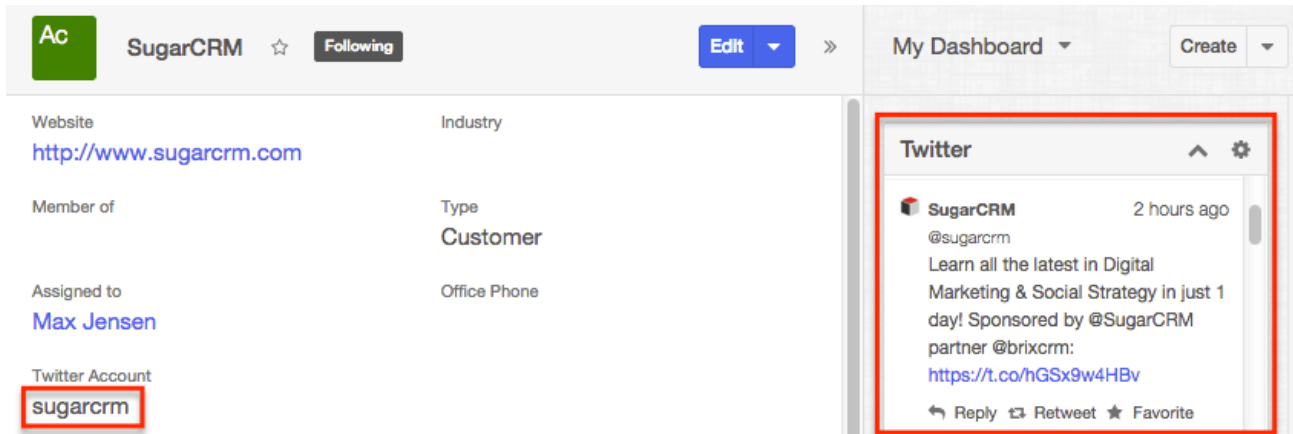 Ac
SugarCRM Following Edit
Website
http://www.sugarcrm.com
Industry
Member of
Type
Customer
Assigned to
Max Jensen
Office Phone
Twitter Account
sugarcrm
My Dashboard Create
Twitter
SugarCRM 2 hours ago
@sugarcrm
Learn all the latest in Digital
Marketing & Social Strategy in just 1
day! Sponsored by @SugarCRM
partner @brixcrm:
https://t.co/hGSx9w4HBv
Reply Retweet Favorite